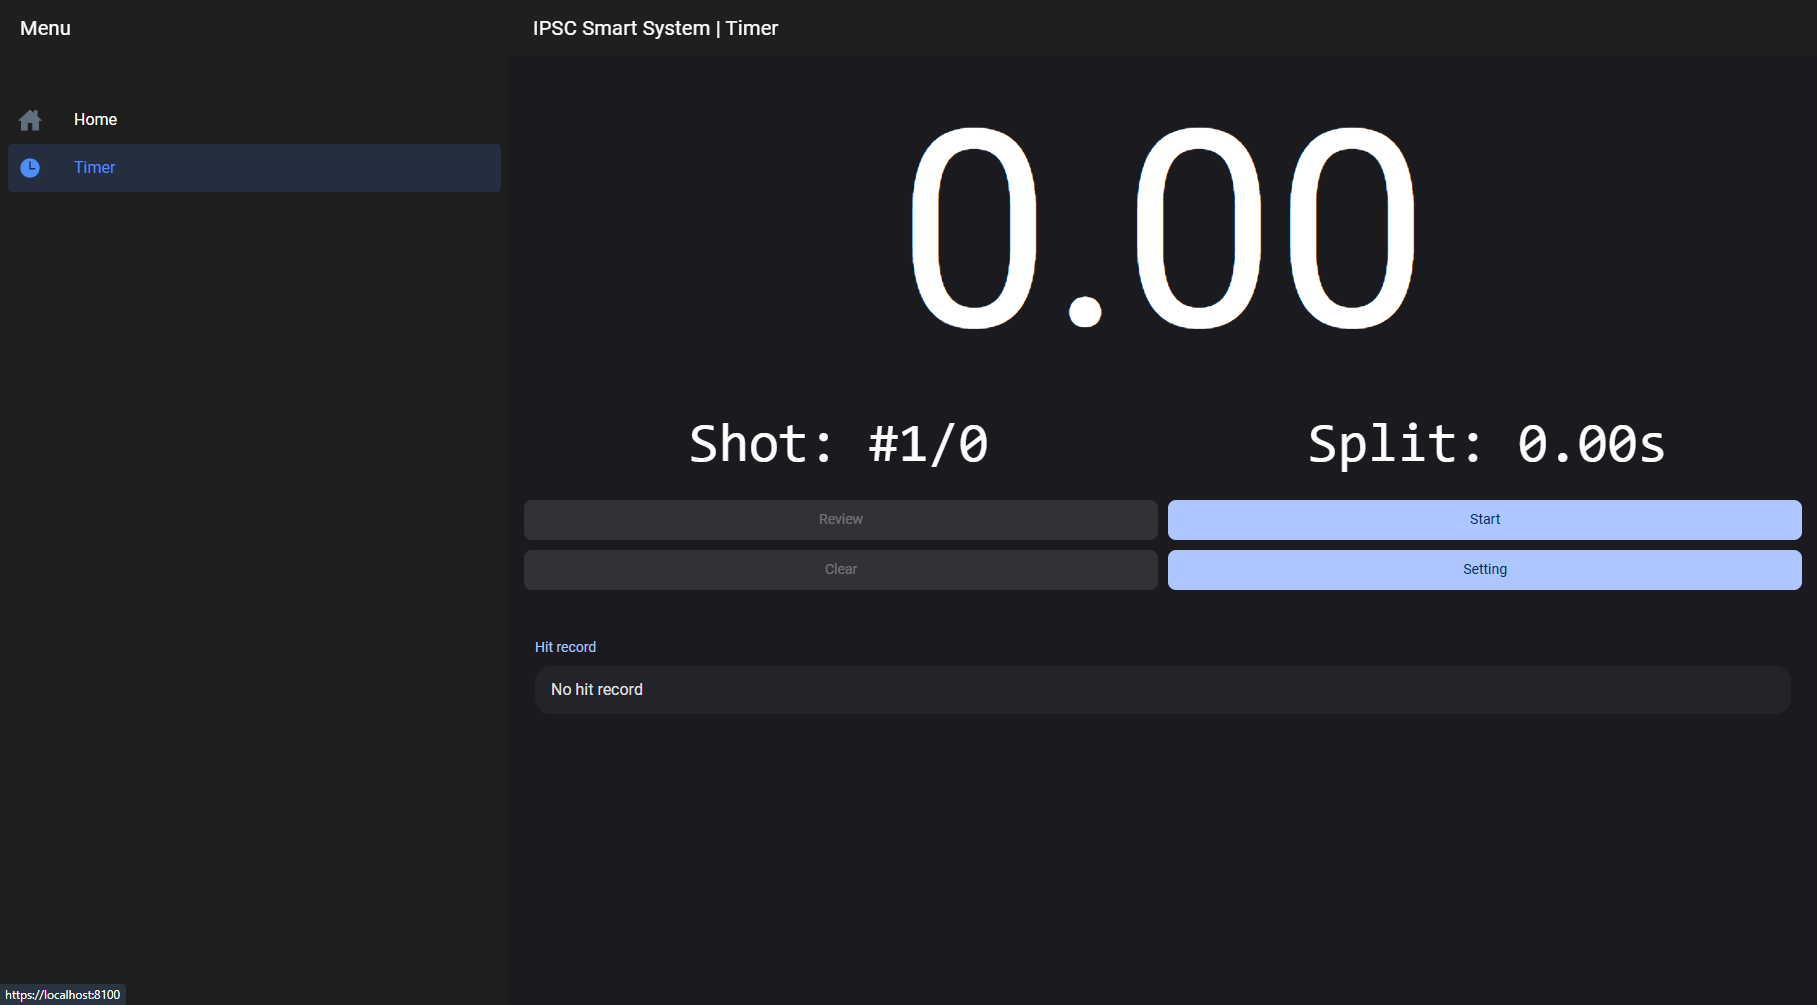 Menu
IPSC Smart System | Timer
Home
Timer
0.00
Shot: #1/0
Split: 0.00s
Review
Start
Clear
Setting
Hit record
No hit record
https://localhost:8100